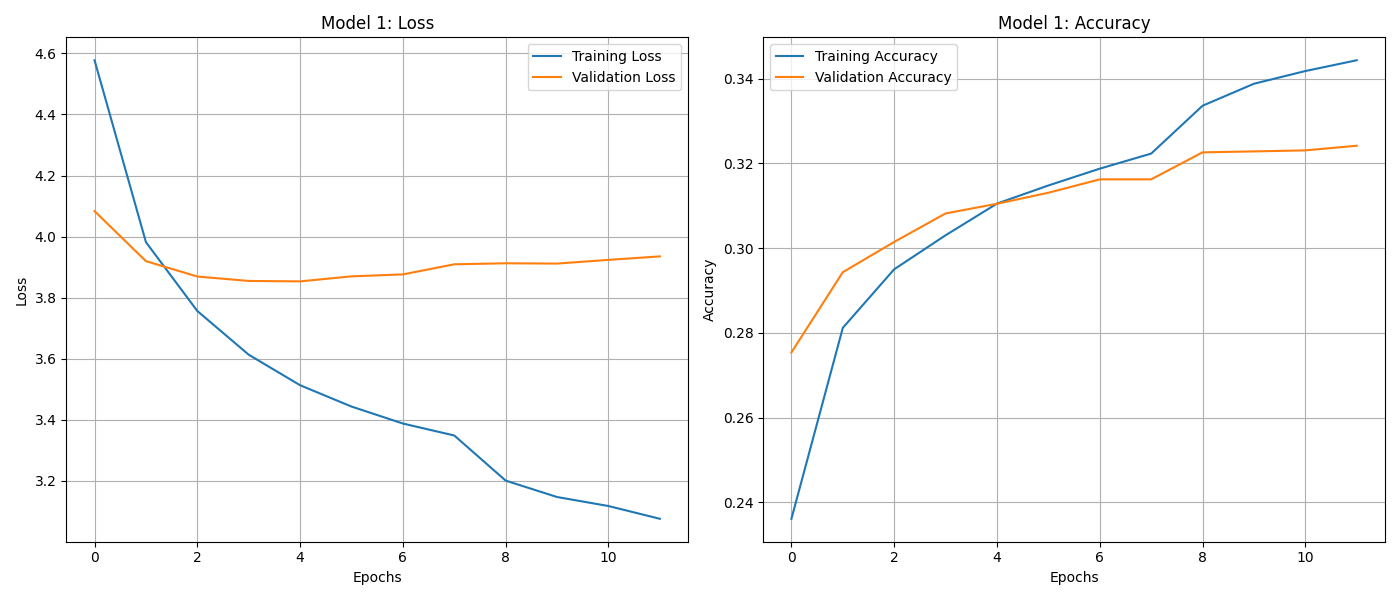 Model 1: Loss
Training Loss
Validation Loss
4.6
4.4
4.2
4.0
3.8
3.6
3.4
3.2
Loss
0 2 4 6 8 10
Epochs
Model 1: Accuracy
Training Accuracy
Validation Accuracy
0.34
0.32
0.30
0.28
0.26
0.24
Accuracy
0 2 4 6 8 10
Epochs